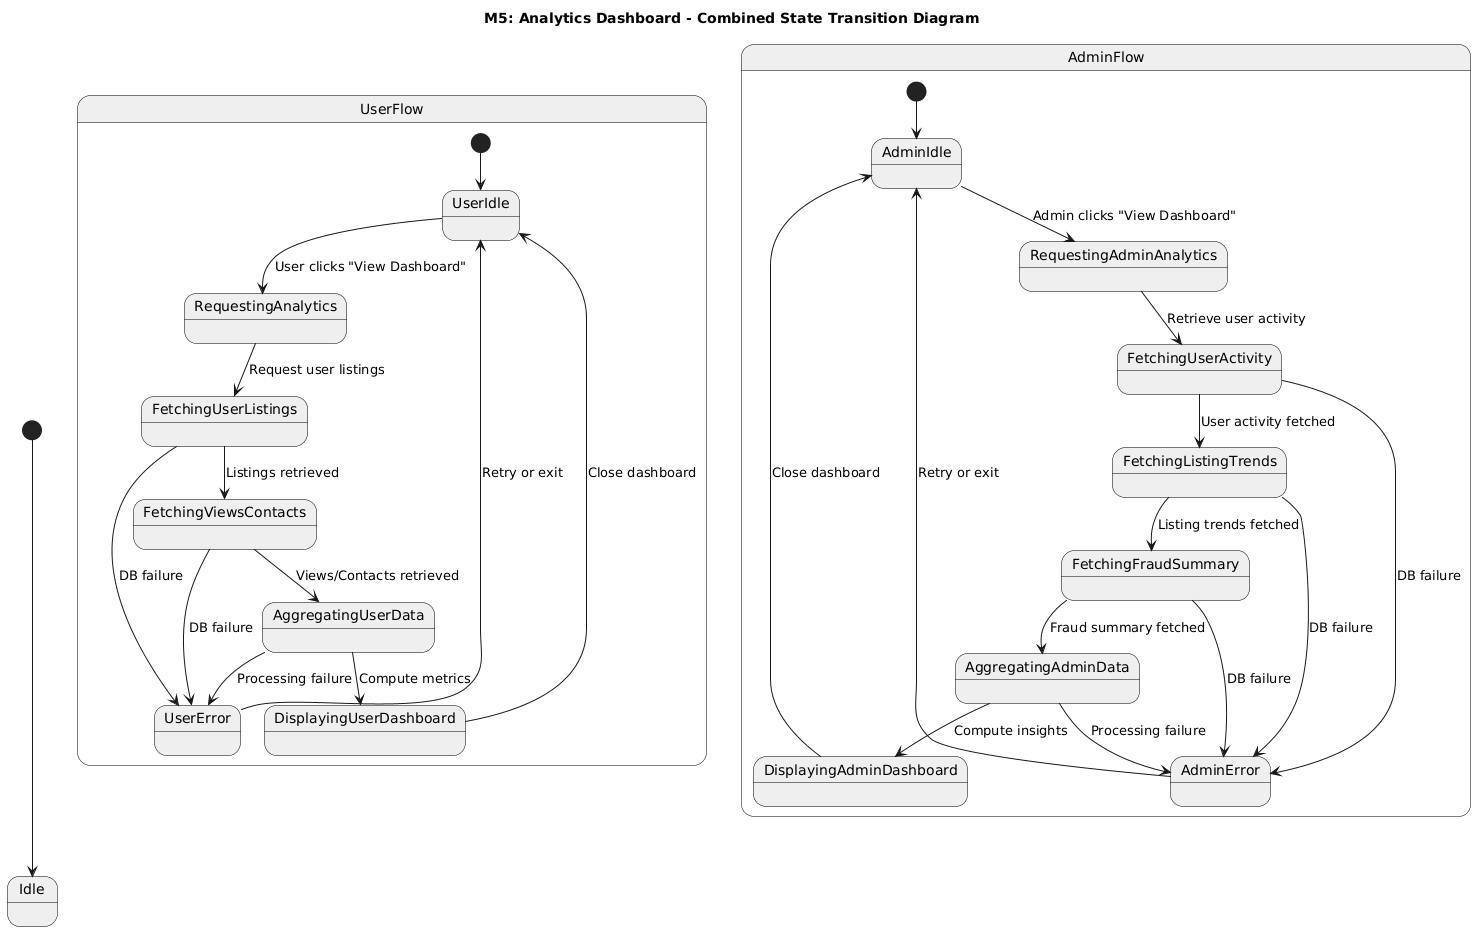 M5: Analytics Dashboard - Combined State Transition Diagram
UserFlow
UserIdle
User clicks "View Dashboard"
RequestingAnalytics
Request user listings
FetchingUserListings
Listings retrieved
Retry or exit
Close dashboard
FetchingViewsContacts
DB failure
Views/Contacts retrieved
AggregatingUserData
DB failure
Processing failure
Compute metrics
UserError
DisplayingUserDashboard
Idle
AdminFlow
AdminIdle
Admin clicks "View Dashboard"
RequestingAdminAnalytics
Retrieve user activity
FetchingUserActivity
User activity fetched
FetchingListingTrends
Close dashboard
Retry or exit
Listing trends fetched
FetchingFraudSummary
DB failure
Fraud summary fetched
DB failure
AggregatingAdminData
DB failure
Compute insights
Processing failure
DisplayingAdminDashboard
AdminError